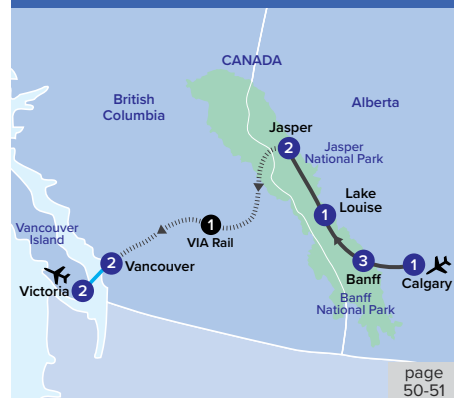 CANADA
British
Columbia
Alberta
Jasper
2
Jasper
National Park
Lake
Louise
1
1
VIA Rail
Vancouver
Island
2
Vancouver
3
1
Banff
Calgary
Victoria
2
Banff
National Park
page
50-51